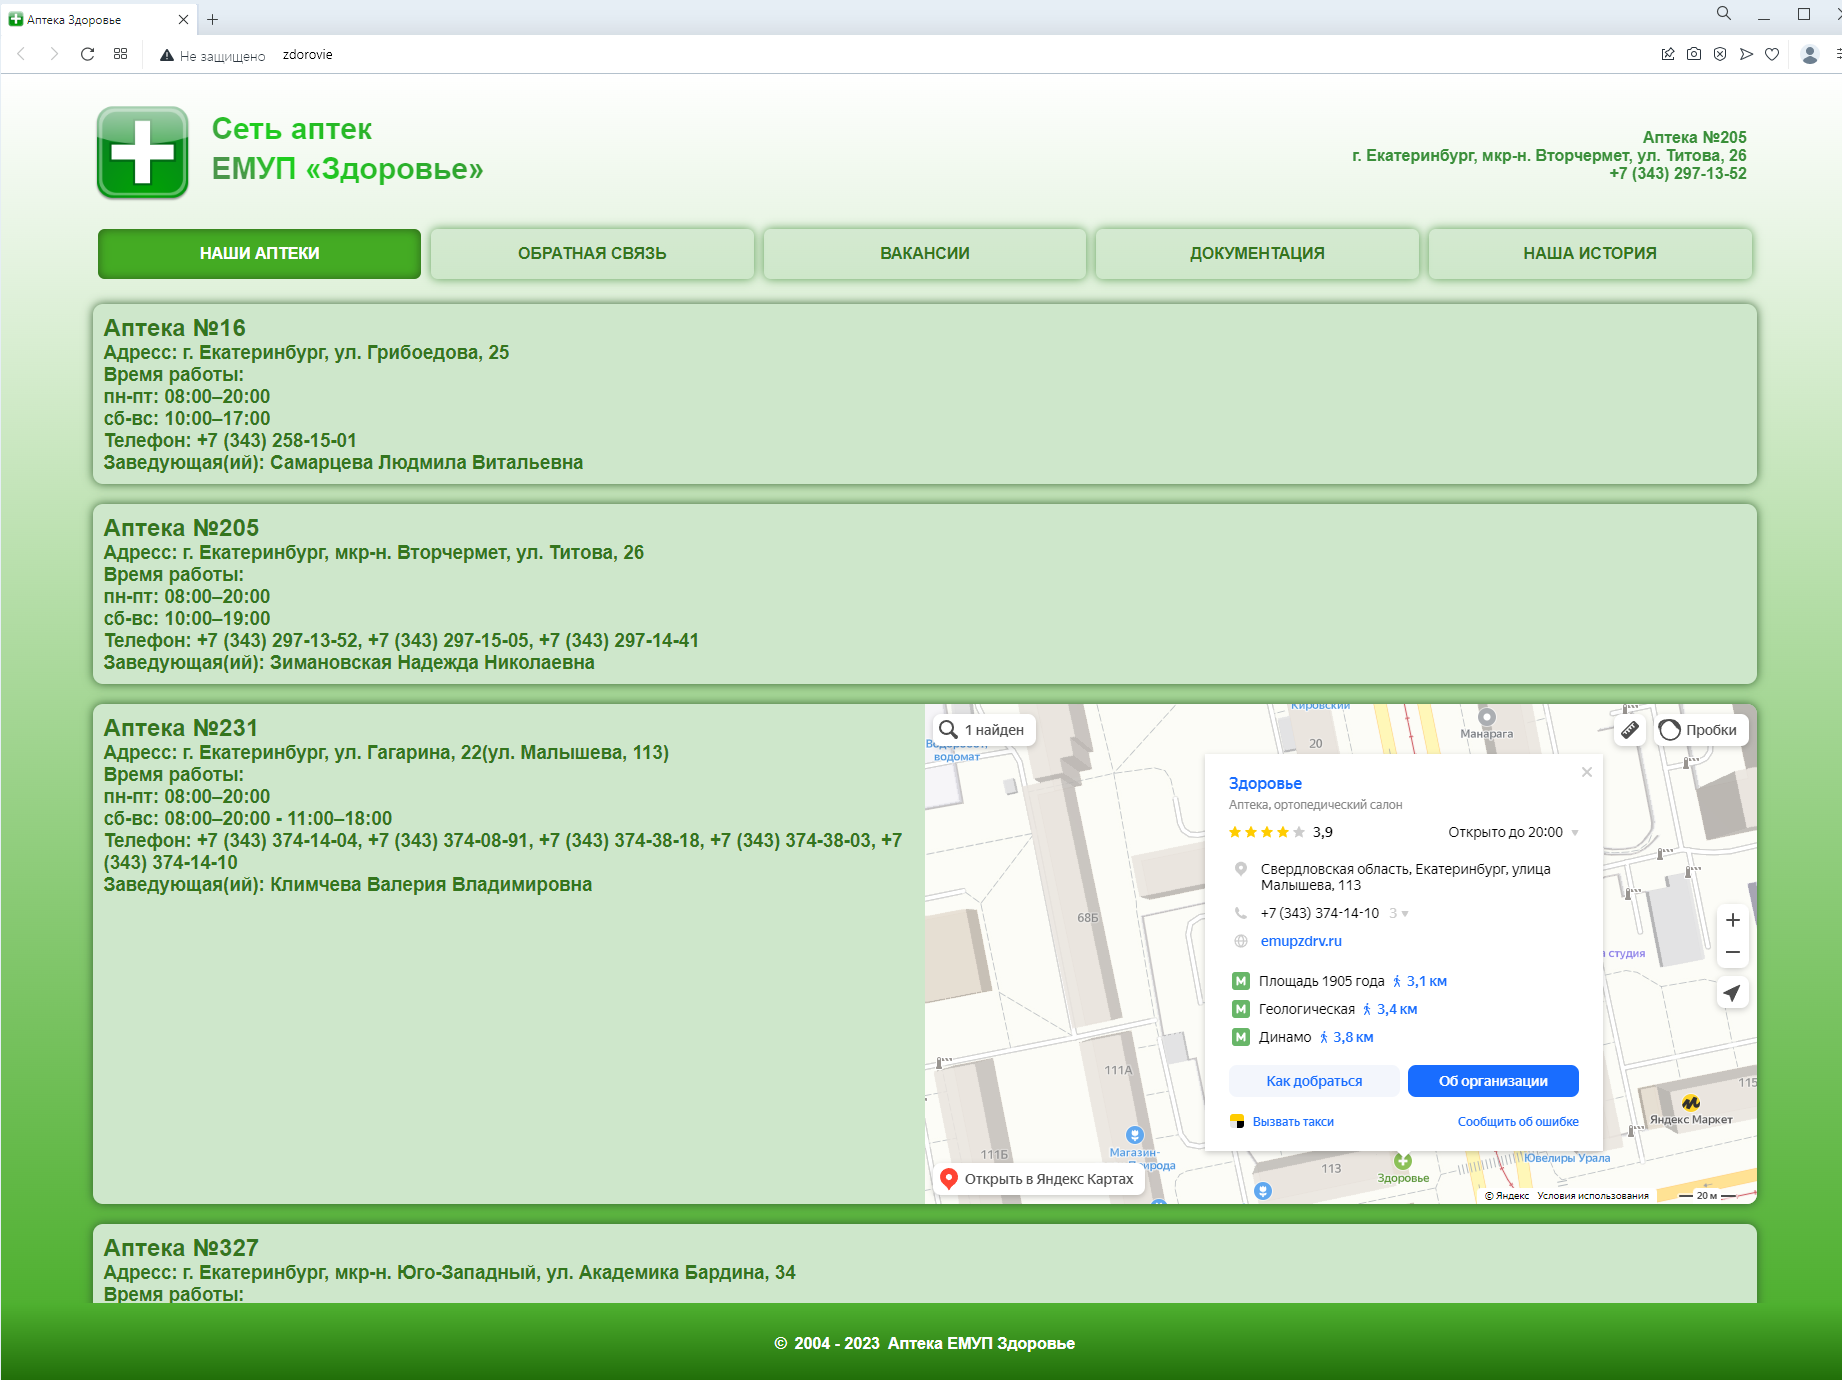 Аптека Здоровье
Не защищено zdorovie
Сеть аптек
ЕМУП «Здоровье»
Аптека №205
г. Екатеринбург, мкр-н. Вторчермет, ул. Титова, 26
+7 (343) 297-13-52
НАШИ АПТЕКИ
ОБРАТНАЯ СВЯЗЬ
ВАКАНСИИ
ДОКУМЕНТАЦИЯ
НАША ИСТОРИЯ
Аптека №16
Адресс: г. Екатеринбург, ул. Грибоедова, 25
Время работы:
пн-пт: 08:00–20:00
сб-вс: 10:00–17:00
Телефон: +7 (343) 258-15-01
Заведующая(ий): Самарцева Людмила Витальевна
Аптека №205
Адресс: г. Екатеринбург, мкр-н. Вторчермет, ул. Титова, 26
Время работы:
пн-пт: 08:00–20:00
сб-вс: 10:00–19:00
Телефон: +7 (343) 297-13-52, +7 (343) 297-15-05, +7 (343) 297-14-41
Заведующая(ий): Зимановская Надежда Николаевна
Аптека №231
Адресс: г. Екатеринбург, ул. Гагарина, 22(ул. Малышева, 113)
Время работы:
пн-пт: 08:00–20:00
сб-вс: 08:00–20:00 - 11:00–18:00
Телефон: +7 (343) 374-14-04, +7 (343) 374-08-91, +7 (343) 374-38-18, +7 (343) 374-38-03, +7
(343) 374-14-10
Заведующая(ий): Климчева Валерия Владимировна
1 найден
водомат
Кировский
20
Манарага
Пробки
Здоровье
Аптека, ортопедический салон
3,9
Открыто до 20:00
Свердловская область, Екатеринбург, улица
Малышева, 113
+7 (343) 374-14-10 3
emupzdrv.ru
М Площадь 1905 года 3,1 км
М Геологическая 3,4 км
М Динамо 3,8 км
Как добраться
Об организации
Вызвать такси
Сообщить об ошибке
68Б
студия
111А
115
Яндекс Маркет
Магазин-
111Б
113
Здоровье
Ювелиры Урала
Открыть в Яндекс Картах
© Яндекс Условия использования
20 м
Аптека №327
Адресс: г. Екатеринбург, мкр-н. Юго-Западный, ул. Академика Бардина, 34
Время работы:
© 2004 - 2023 Аптека ЕМУП Здоровье